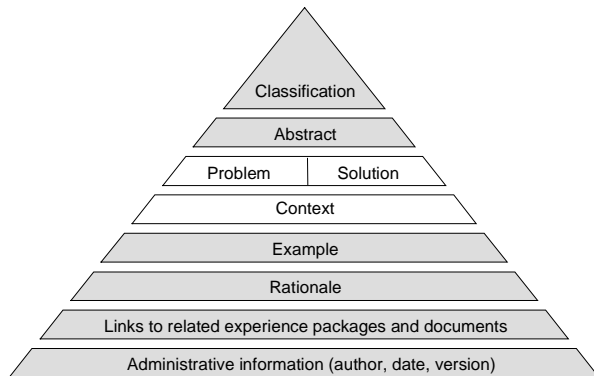 Classification
Abstract
Problem Solution
Context
Example
Rationale
Links to related experience packages and documents
Administrative information (author, date, version)